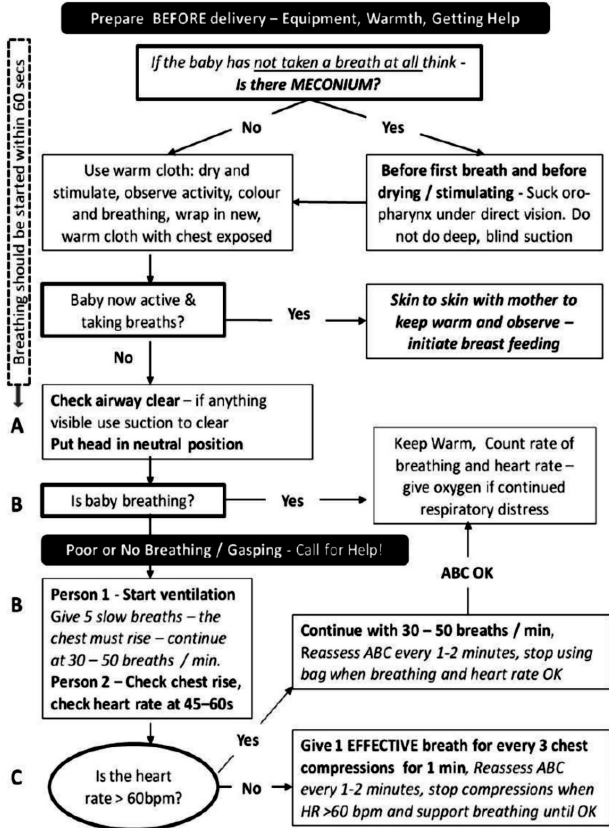 Prepare BEFORE delivery – Equipment, Warmth, Getting Help
If the baby has not taken a breath at all think -
Is there MECONIUM?
No
Yes
Breathing should be started within 60 secs
Use warm cloth: dry and
stimulate, observe activity, colour
and breathing, wrap in new,
warm cloth with chest exposed
Before first breath and before
drying / stimulating - Suck oro-
pharynx under direct vision. Do
not do deep, blind suction
Baby now active &
taking breaths?
Yes
Skin to skin with mother to
keep warm and observe –
initiate breast feeding
No
A
Check airway clear – if anything
visible use suction to clear
Put head in neutral position
Keep Warm, Count rate of
breathing and heart rate –
give oxygen if continued
respiratory distress
B
Is baby breathing?
Yes
Poor or No Breathing / Gasping - Call for Help!
ABC OK
B
Person 1 - Start ventilation
Give 5 slow breaths – the
chest must rise – continue
at 30 – 50 breaths / min.
Person 2 – Check chest rise,
check heart rate at 45–60s
Continue with 30 – 50 breaths / min,
Reassess ABC every 1-2 minutes, stop using
bag when breathing and heart rate OK
Yes
C
Is the heart
rate > 60bpm?
No
Give 1 EFFECTIVE breath for every 3 chest
compressions for 1 min, Reassess ABC
every 1-2 minutes, stop compressions when
HR >60 bpm and support breathing until OK